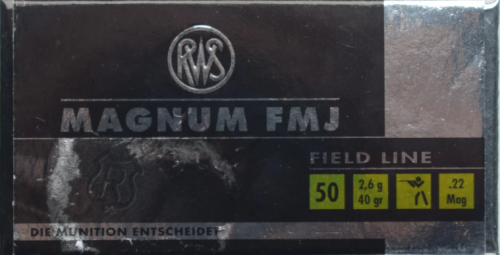 RWS
MAGNUM FMJ
FIELD LINE
50
2,6 g
40 gr
.22
Mag
R
DIE MUNITION ENTSCHEIDET